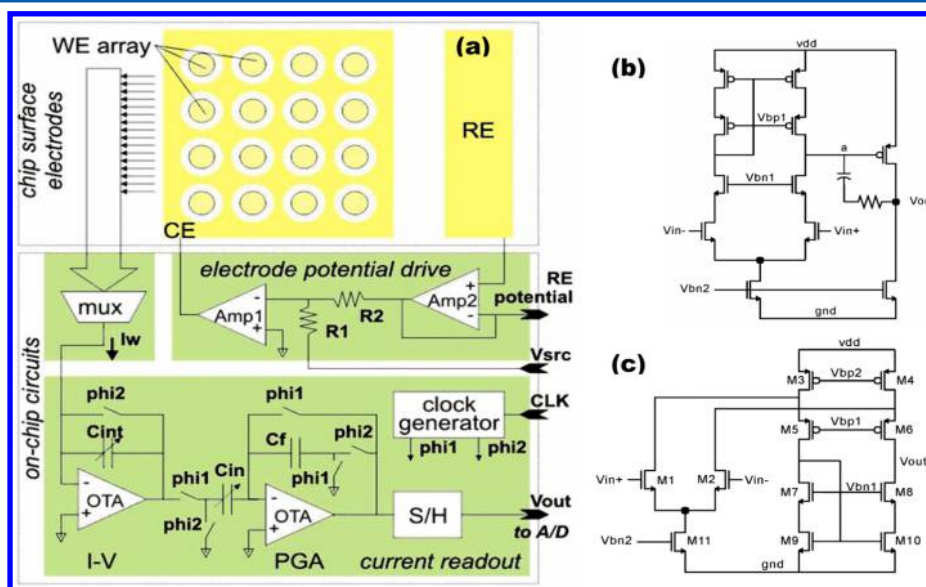 (a)
WE array
RE
chip surface
electrodes
CE
electrode potential drive
mux
Iw
Amp1
-
+
R1
R2
Amp2
+
-
RE
potential
Vsrc
on-chip circuits
phi2
Cint
-
+
OTA
phi1
phi2
Cin
phi1
Cf
phi2
phi1
-
+
OTA
clock
generator
CLK
phi1
phi2
S/H
Vout
to A/D
I-V
PGA
current readout
(b)
vdd
Vbp1
a
Vbn1
Vin-
Vin+
Vbn2
gnd
(c)
vdd
M3
Vbp2
M4
M5
Vbp1
M6
Vout
Vin+
M1
M2
Vin-
M7
Vbn1
M8
Vbn2
M11
M9
M10
gnd